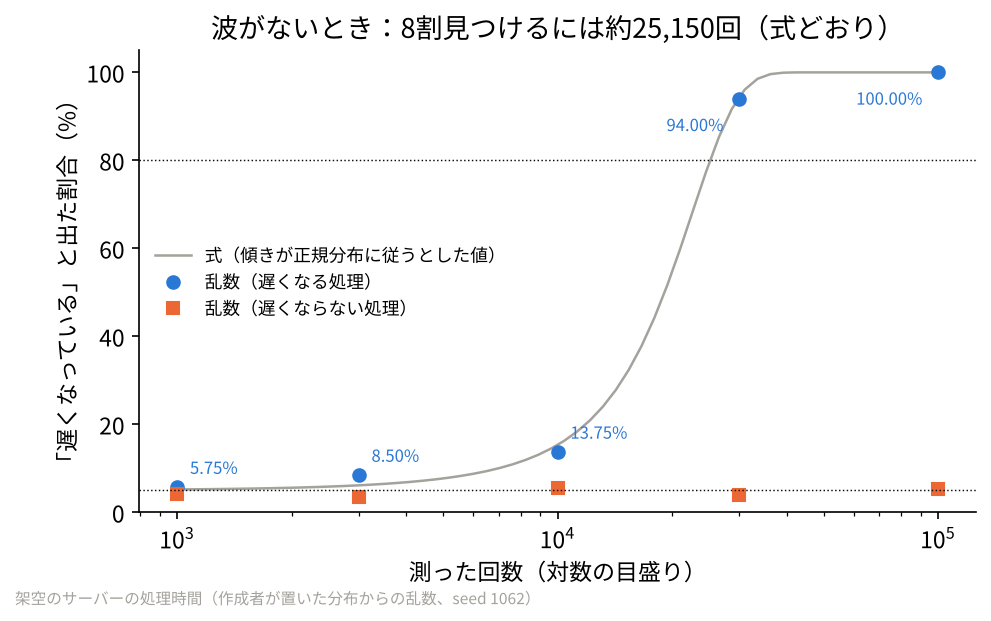 波がないとき：8割見つけるには約25,150回（式どおり）
「遅くなっている」と出た割合（%）
100
80
60
40
20
0
94.00%
100.00%
式（傾きが正規分布に従うとした値）
乱数（遅くなる処理）
乱数（遅くならない処理）
5.75%
8.50%
13.75%
10³
10⁴
10⁵
測った回数（対数の目盛り）
架空のサーバーの処理時間（作成者が置いた分布からの乱数、seed 1062）